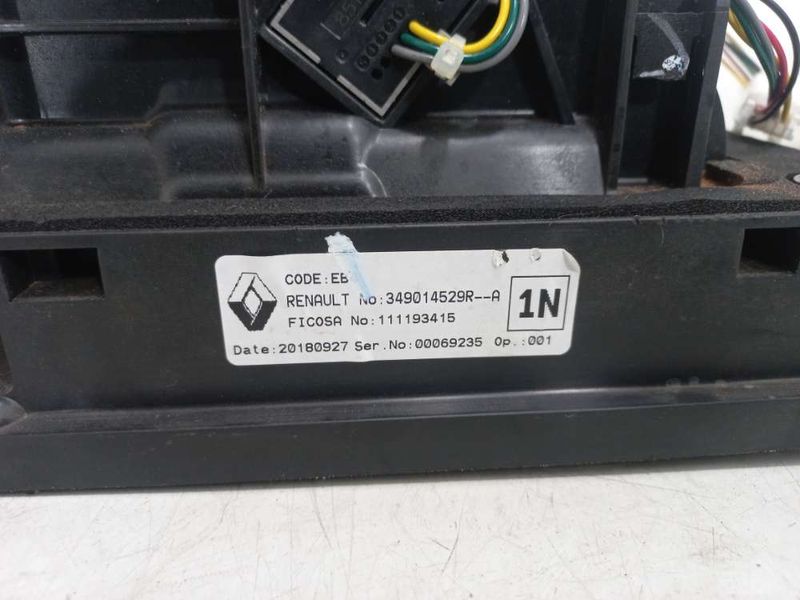 CODE:EB
RENAULT No:349014529R--A
1N
FICOSA No:111193415
Date:20180927 Ser.No:00069235 Op.:001